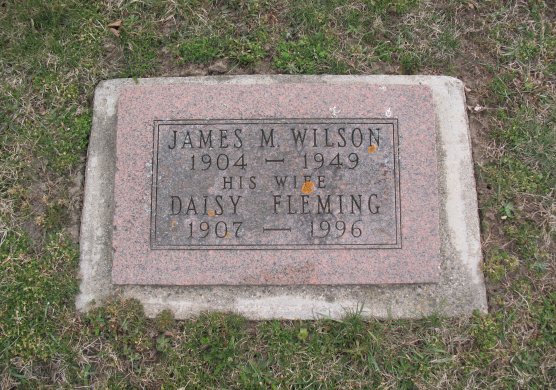 JAMES M. WILSON
1904 — 1949
HIS WIFE
DAISY FLEMING
1907 — 1996